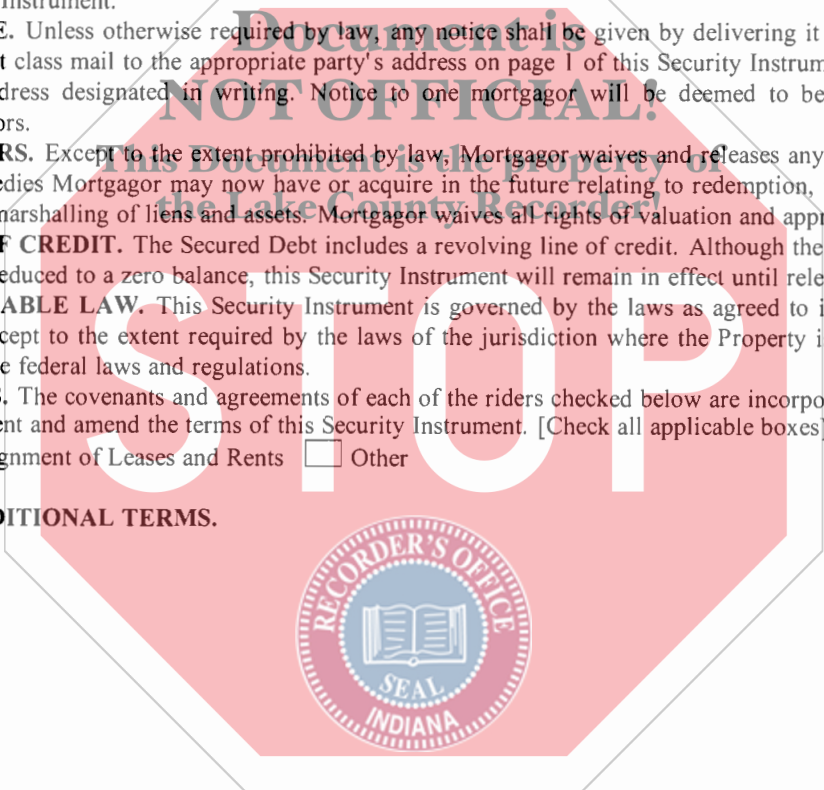 Instrument.
E. Unless otherwise required by law, any notice shall be given by delivering it
Document is
t class mail to the appropriate party's address on page 1 of this Security Instrum
dress designated in writing. Notice to one mortgagor will be deemed to be
NOT OFFICIAL!
ors.
RS. Except to the extent prohibited by law, Mortgagor waives and releases any
This Document is the property of
edies Mortgagor may now have or acquire in the future relating to redemption,
the Lake County Recorder!
marshalling of liens and assets. Mortgagor waives all rights of valuation and appr
F CREDIT. The Secured Debt includes a revolving line of credit. Although the
educed to a zero balance, this Security Instrument will remain in effect until rele
ABLE LAW. This Security Instrument is governed by the laws as agreed to i
cept to the extent required by the laws of the jurisdiction where the Property i
e federal laws and regulations.
STOP
. The covenants and agreements of each of the riders checked below are incorpo
ent and amend the terms of this Security Instrument. [Check all applicable boxes]
gnment of Leases and Rents Other
DITIONAL TERMS.
RECORDER'S OFFICE
SEAL
INDIANA